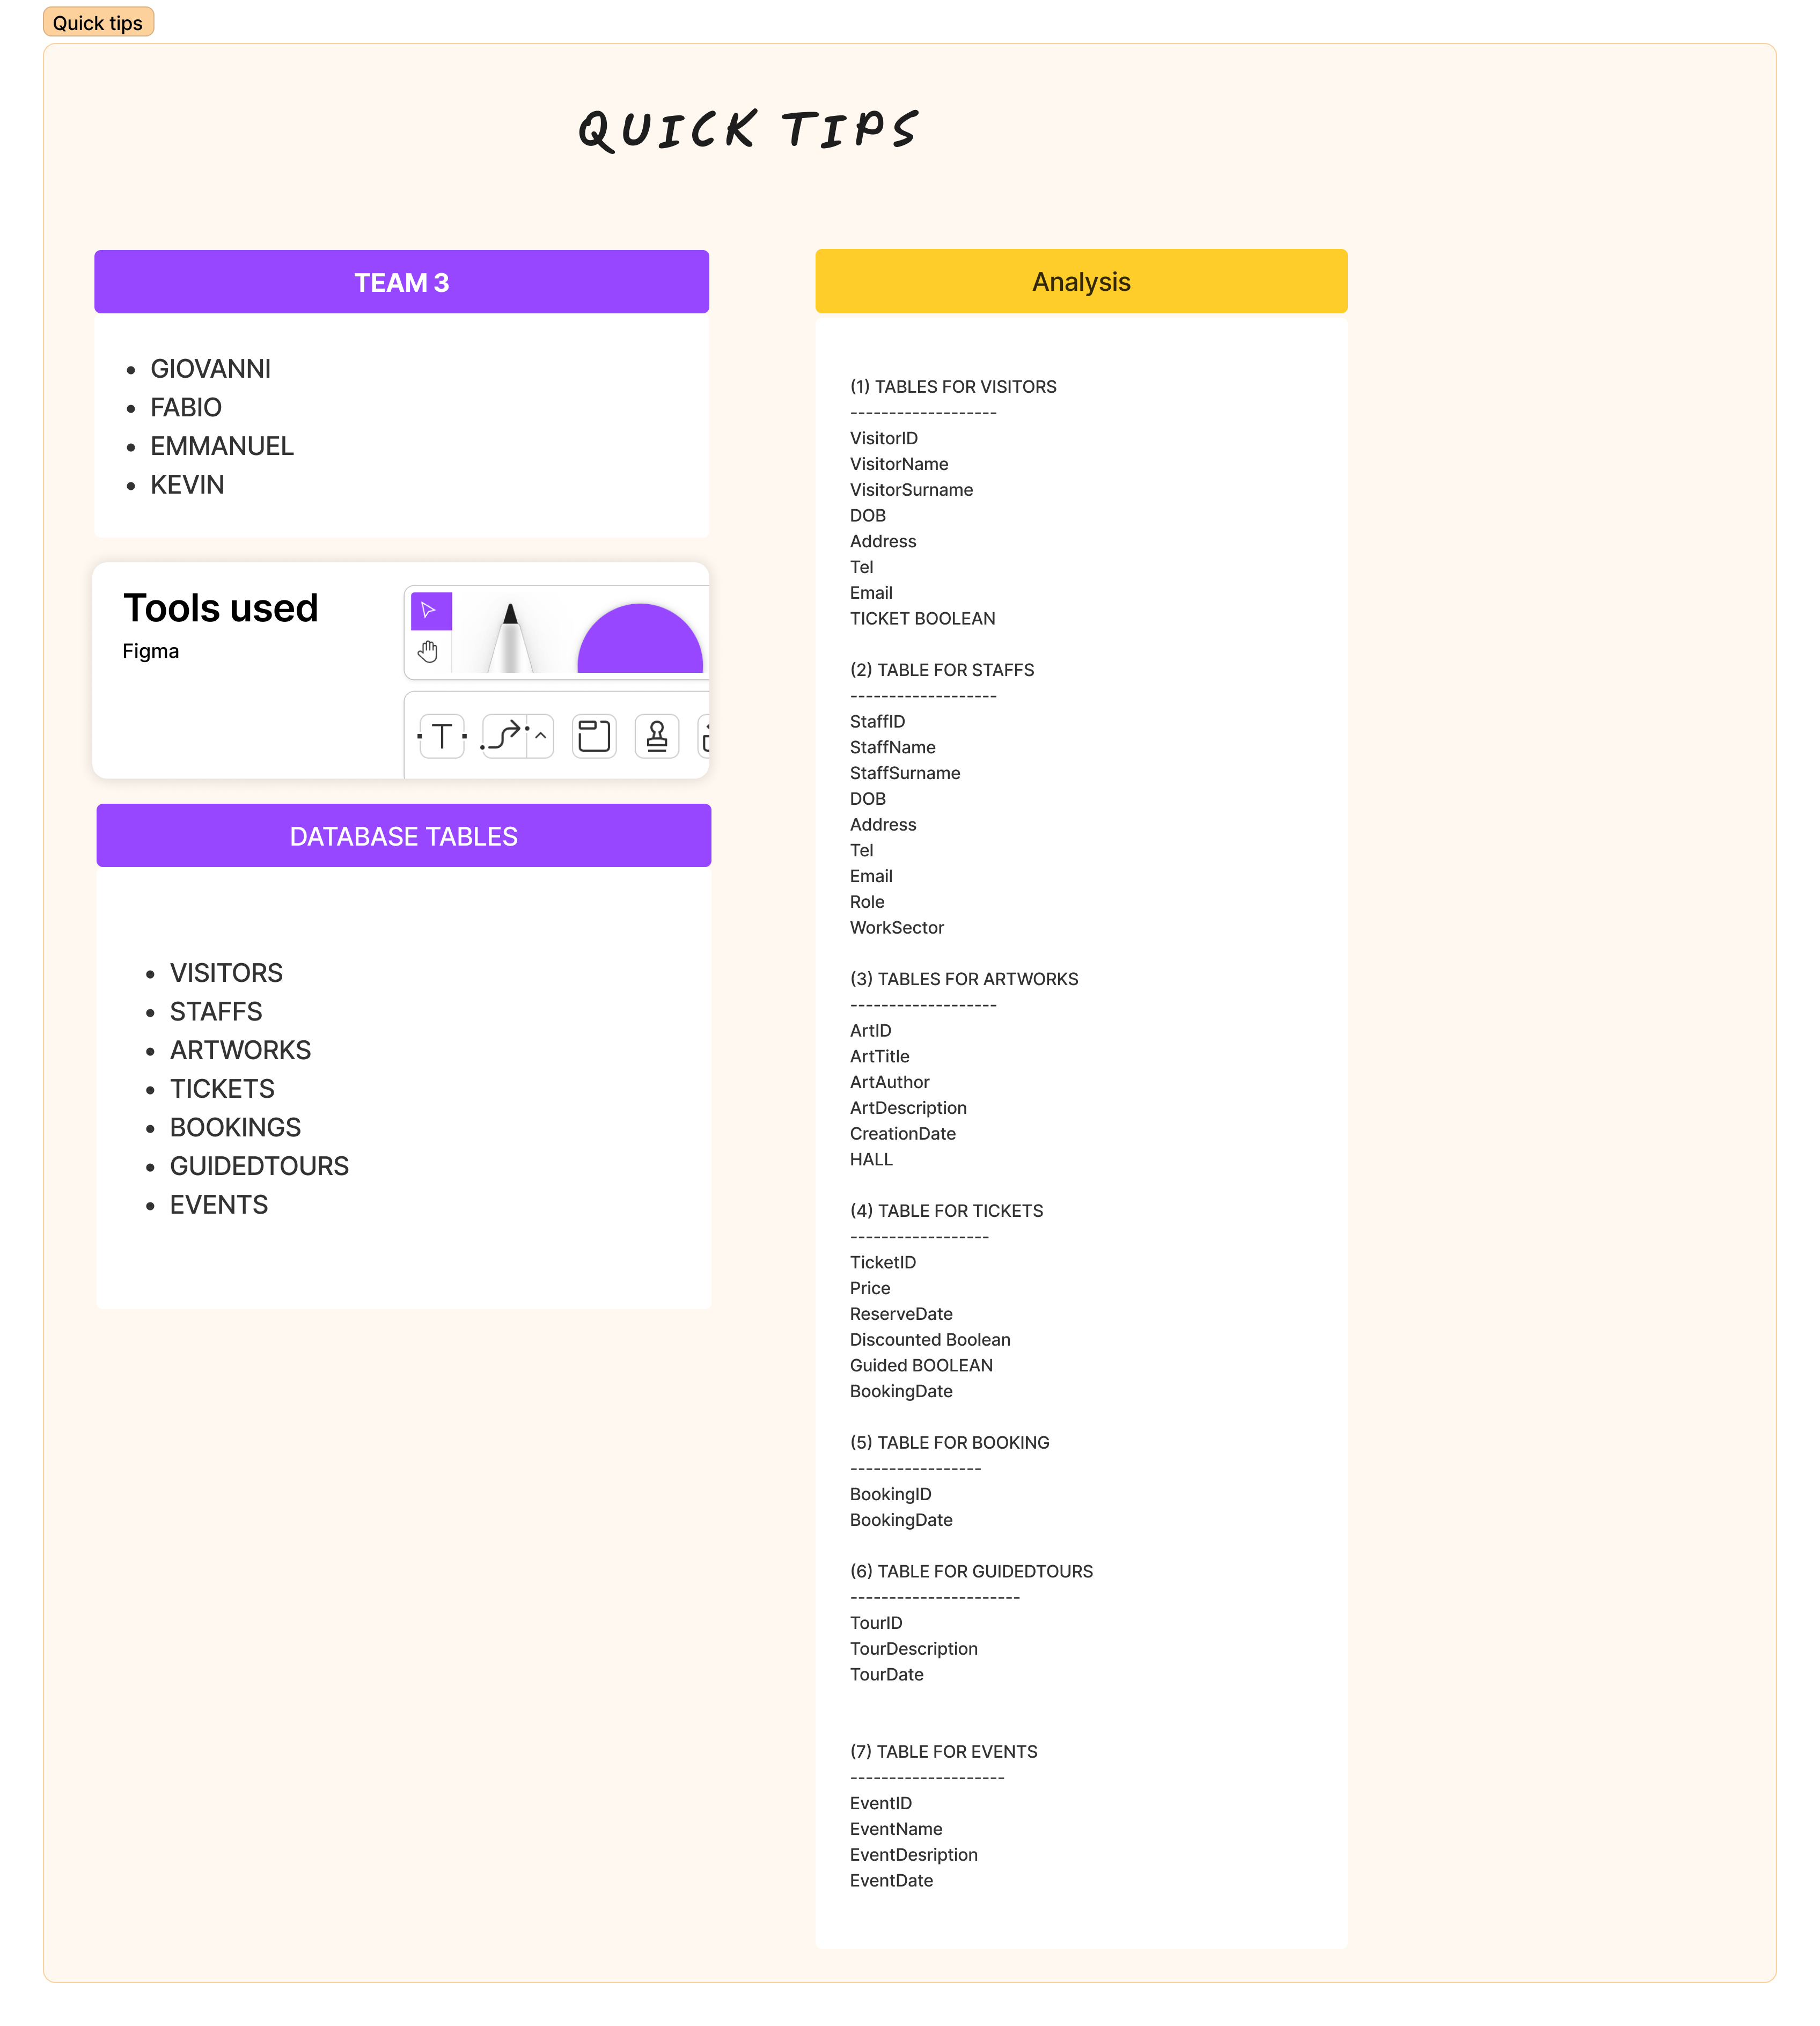 Quick tips
QUICK TIPS
TEAM 3
GIOVANNI
FABIO
EMMANUEL
KEVIN
Tools used
Figma
T
DATABASE TABLES
VISITORS
STAFFS
ARTWORKS
TICKETS
BOOKINGS
GUIDEDTOURS
EVENTS
Analysis
(1) TABLES FOR VISITORS
-------------------
VisitorID
VisitorName
VisitorSurname
DOB
Address
Tel
Email
TICKET BOOLEAN
(2) TABLE FOR STAFFS
-------------------
StaffID
StaffName
StaffSurname
DOB
Address
Tel
Email
Role
WorkSector
(3) TABLES FOR ARTWORKS
-------------------
ArtID
ArtTitle
ArtAuthor
ArtDescription
CreationDate
HALL
(4) TABLE FOR TICKETS
------------------
TicketID
Price
ReserveDate
Discounted Boolean
Guided BOOLEAN
BookingDate
(5) TABLE FOR BOOKING
-----------------
BookingID
BookingDate
(6) TABLE FOR GUIDEDTOURS
----------------------
TourID
TourDescription
TourDate
(7) TABLE FOR EVENTS
--------------------
EventID
EventName
EventDesription
EventDate